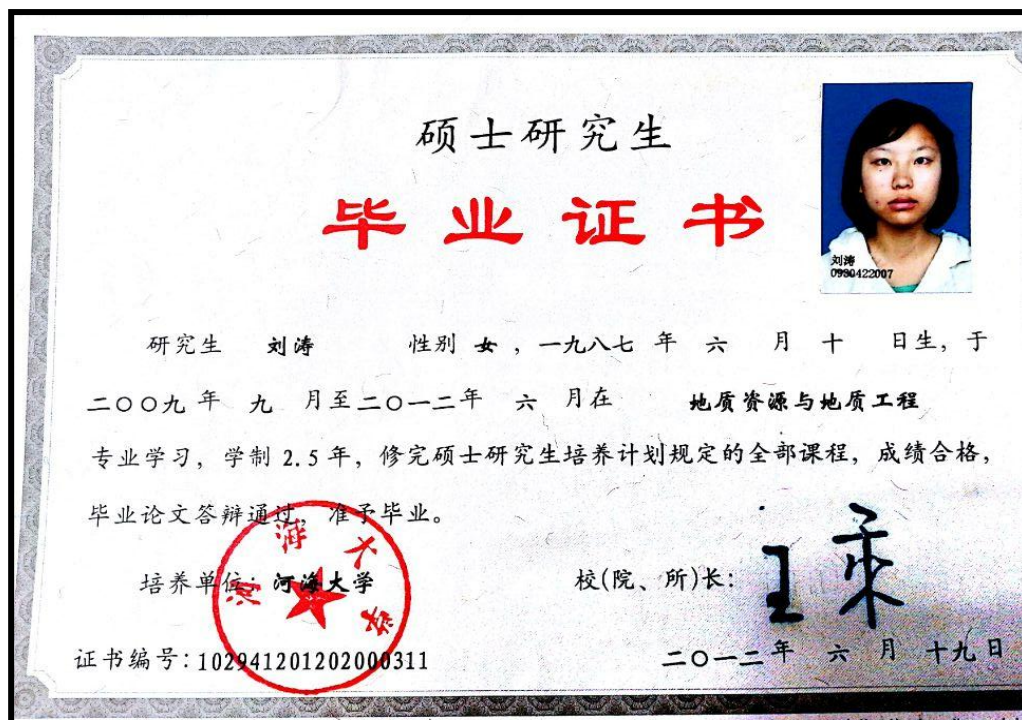 硕士研究生
毕业证书
刘涛
0930422007
研究生 刘涛 性别 女，一九八七 年 六 月 十 日生，于
二〇〇九 年 九 月至二〇一二年 六 月在 地质资源与地质工程
专业学习，学制 2.5 年，修完硕士研究生培养计划规定的全部课程，成绩合格，
毕业论文答辩通过，准予毕业。
河海大学
培养单位：河海大学 校(院、所)长：
证书编号：102941201202000311 二〇一二年 六 月 十九日